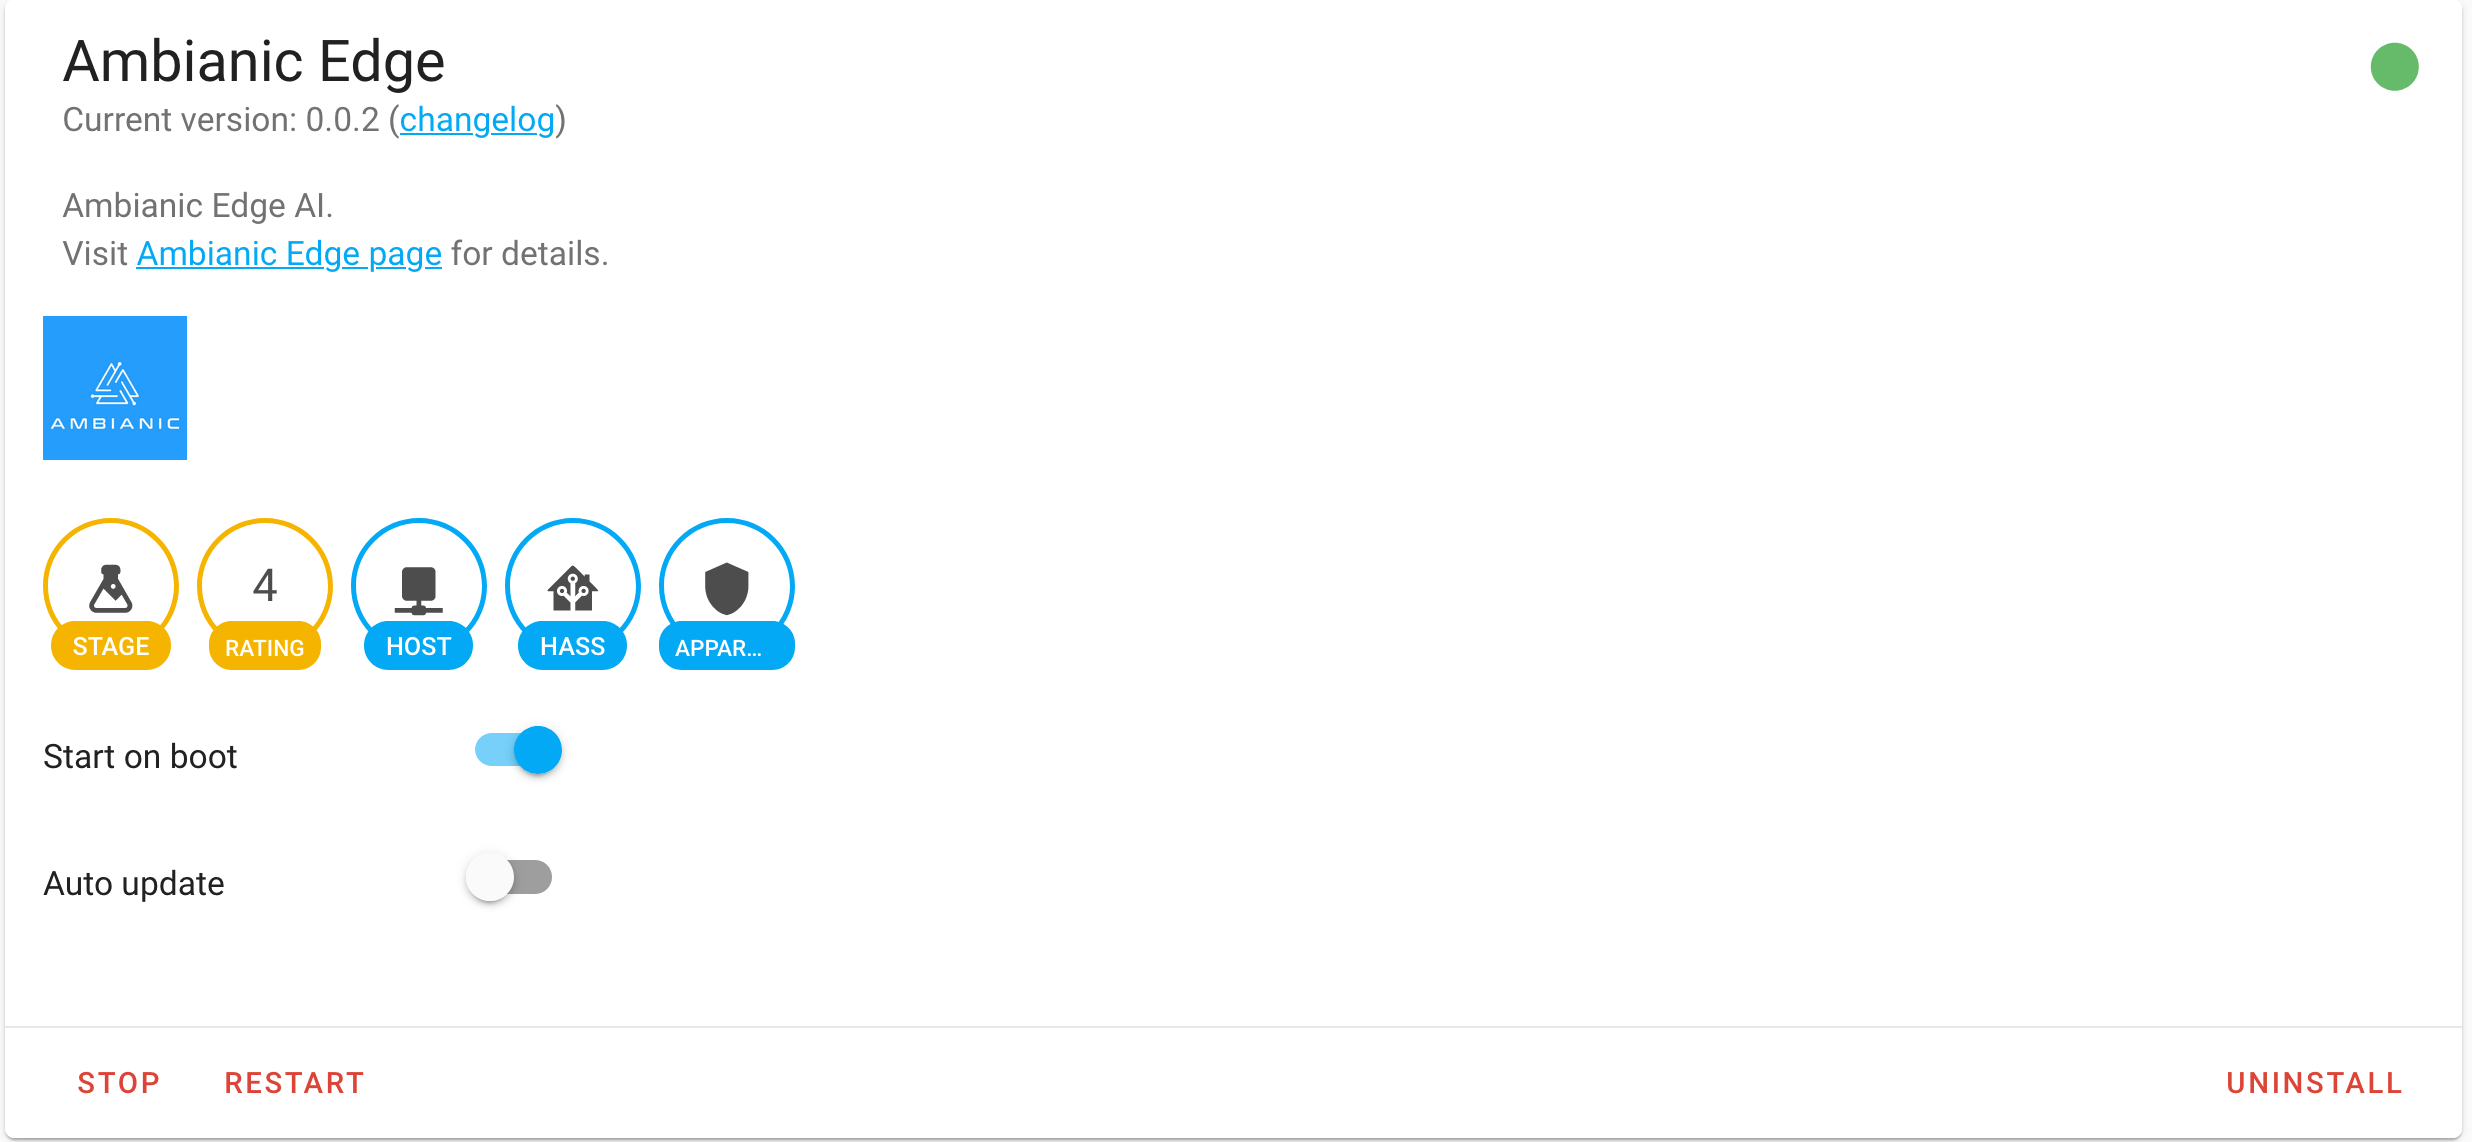 Ambianic Edge
Current version: 0.0.2 (changelog)
Ambianic Edge AI.
Visit Ambianic Edge page for details.
AMBIANIC
4
STAGE
RATING
HOST
HASS
APPAR...
Start on boot
Auto update
STOP
RESTART
UNINSTALL